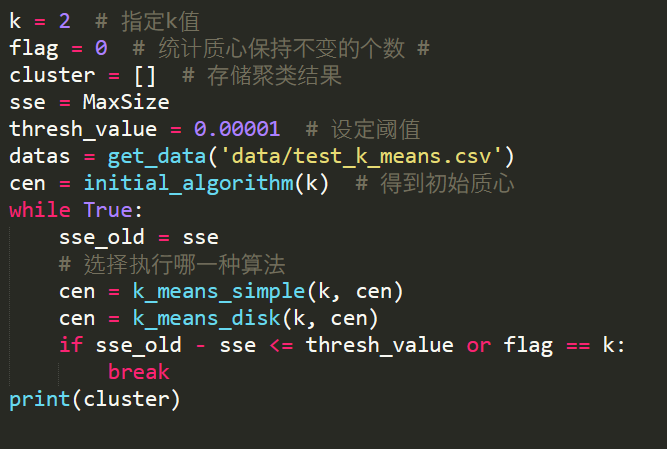 k = 2  # 指定k值
flag = 0  # 统计质心保持不变的个数 #
cluster = []  # 存储聚类结果
sse = MaxSize
thresh_value = 0.00001  # 设定阈值
datas = get_data('data/test_k_means.csv')
cen = initial_algorithm(k)  # 得到初始质心
while True:
    sse_old = sse
    # 选择执行哪一种算法
    cen = k_means_simple(k, cen)
    cen = k_means_disk(k, cen)
    if sse_old - sse <= thresh_value or flag == k:
        break
print(cluster)